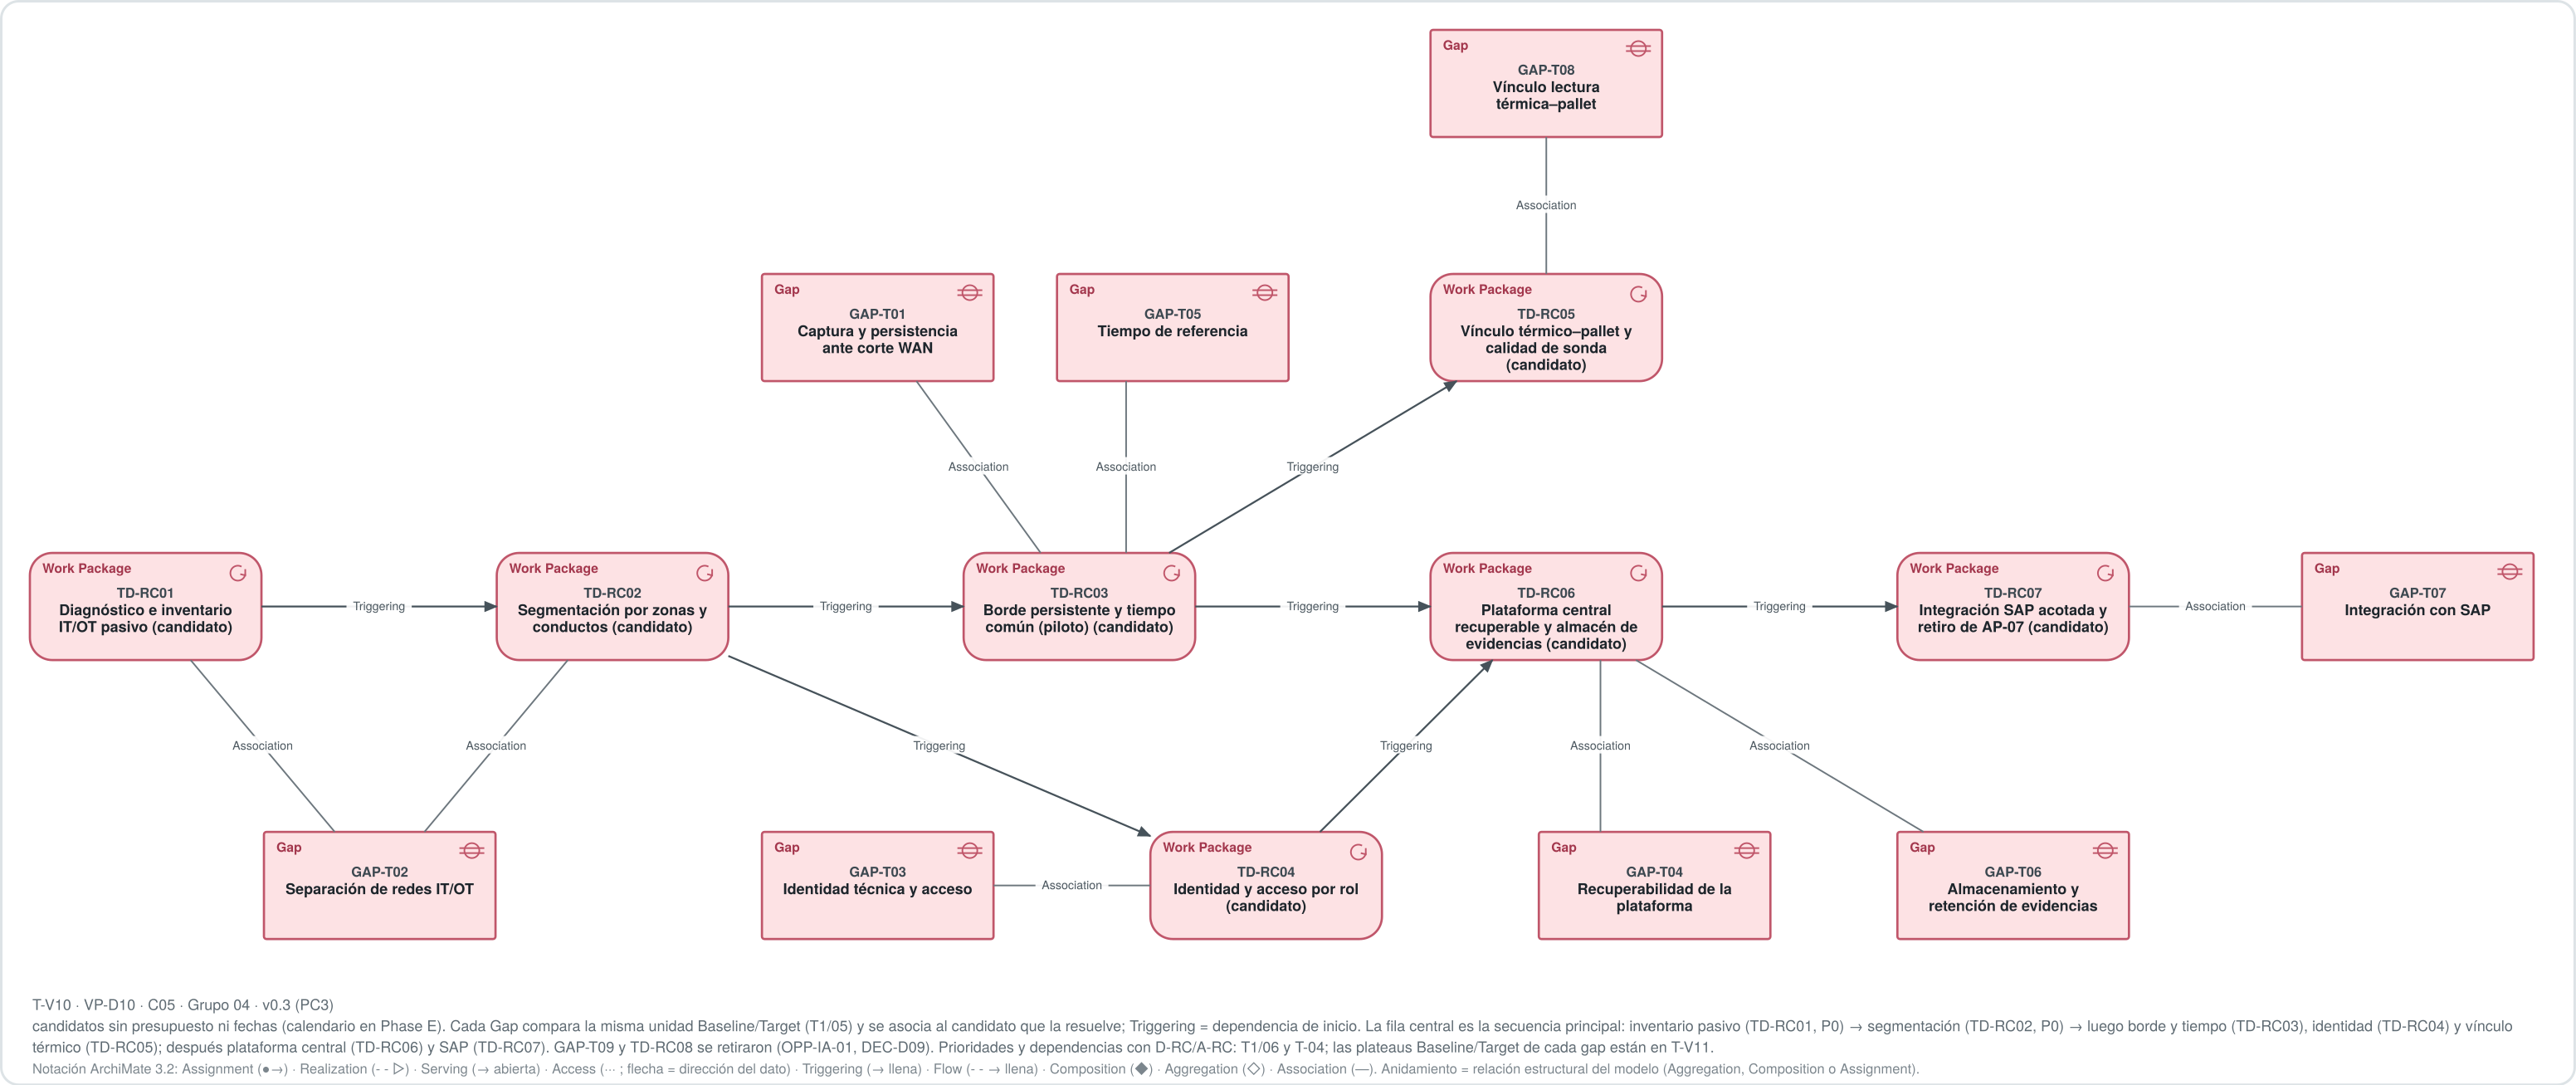 Gap
GAP-T08
Vínculo lectura
térmica–pallet
Association
Gap
GAP-T01
Captura y persistencia
ante corte WAN
Gap
GAP-T05
Tiempo de referencia
Work Package
TD-RC05
Vínculo térmico–pallet y
calidad de sonda
(candidato)
Association
Association
Triggering
Work Package
TD-RC01
Diagnóstico e inventario
IT/OT pasivo (candidato)
Triggering
Work Package
TD-RC02
Segmentación por zonas y
conductos (candidato)
Triggering
Work Package
TD-RC03
Borde persistente y tiempo
común (piloto) (candidato)
Triggering
Work Package
TD-RC06
Plataforma central
recuperable y almacén de
evidencias (candidato)
Triggering
Work Package
TD-RC07
Integración SAP acotada y
retiro de AP-07 (candidato)
Association
Gap
GAP-T07
Integración con SAP
Association
Association
Triggering
Triggering
Association
Association
Gap
GAP-T02
Separación de redes IT/OT
Gap
GAP-T03
Identidad técnica y acceso
Association
Work Package
TD-RC04
Identidad y acceso por rol
(candidato)
Gap
GAP-T04
Recuperabilidad de la
plataforma
Gap
GAP-T06
Almacenamiento y
retención de evidencias
T-V10 · VP-D10 · C05 · Grupo 04 · v0.3 (PC3)
candidatos sin presupuesto ni fechas (calendario en Phase E). Cada Gap compara la misma unidad Baseline/Target (T1/05) y se asocia al candidato que la resuelve; Triggering = dependencia de inicio. La fila central es la secuencia principal: inventario pasivo (TD-RC01, P0) → segmentación (TD-RC02, P0) → luego borde y tiempo (TD-RC03), identidad (TD-RC04) y vínculo
térmico (TD-RC05); después plataforma central (TD-RC06) y SAP (TD-RC07). GAP-T09 y TD-RC08 se retiraron (OPP-IA-01, DEC-D09). Prioridades y dependencias con D-RC/A-RC: T1/06 y T-04; las plateaus Baseline/Target de cada gap están en T-V11.
Notación ArchiMate 3.2: Assignment (●→) · Realization (- - ▷) · Serving (→ abierta) · Access (··· ; flecha = dirección del dato) · Triggering (→ llena) · Flow (- - → llena) · Composition (◆) · Aggregation (◇) · Association (—). Anidamiento = relación estructural del modelo (Aggregation, Composition o Assignment).